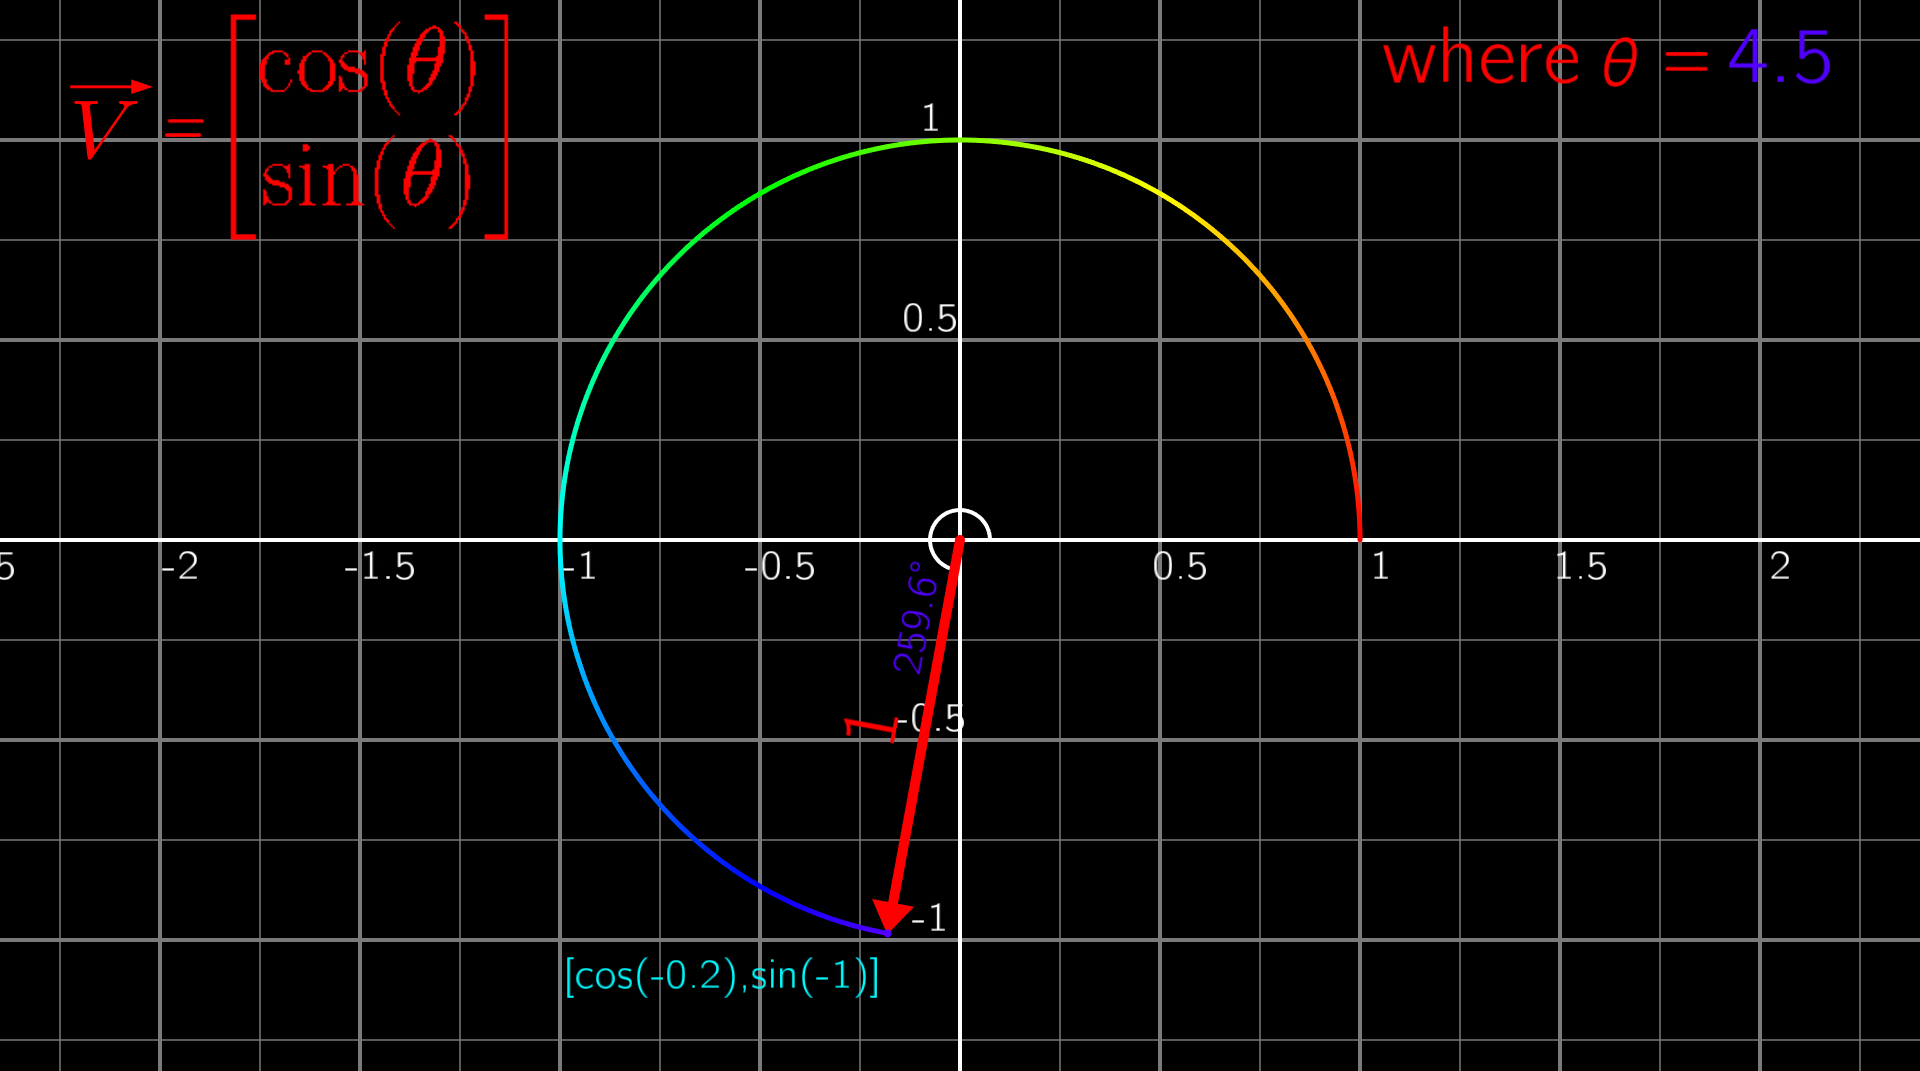 V = [cos(θ)
sin(θ)]
where θ = 4.5
1
0.5
5 -2 -1.5 -1 -0.5 0.5 1 1.5 2
259.6°
1
-0.5
-1
[cos(-0.2),sin(-1)]